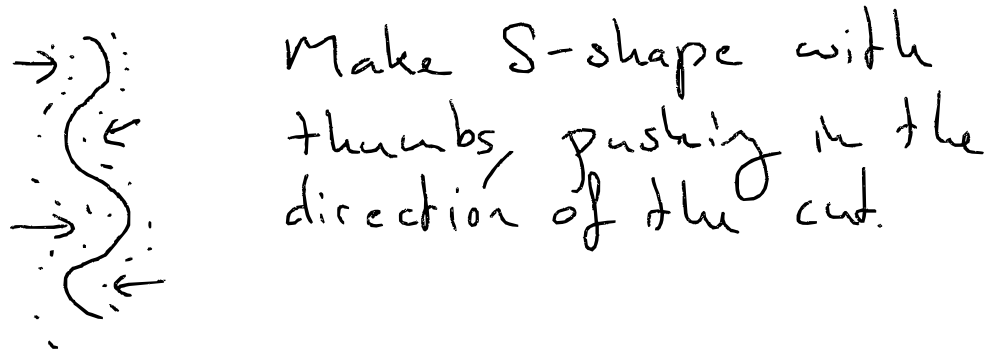 Make S-shape with
thumbs, pushing in the
direction of the cut.